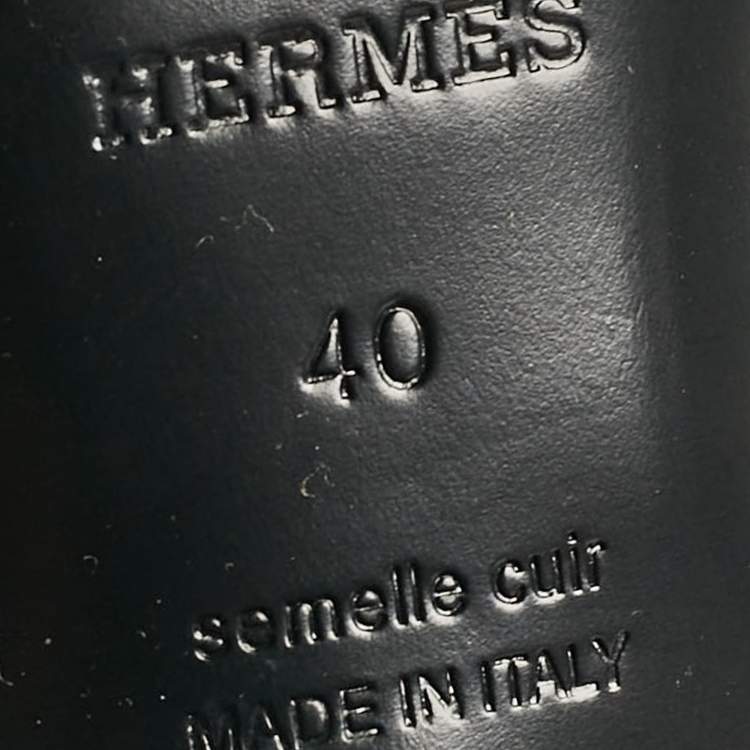 HERMES
40
semelle cuir
MADE IN ITALY